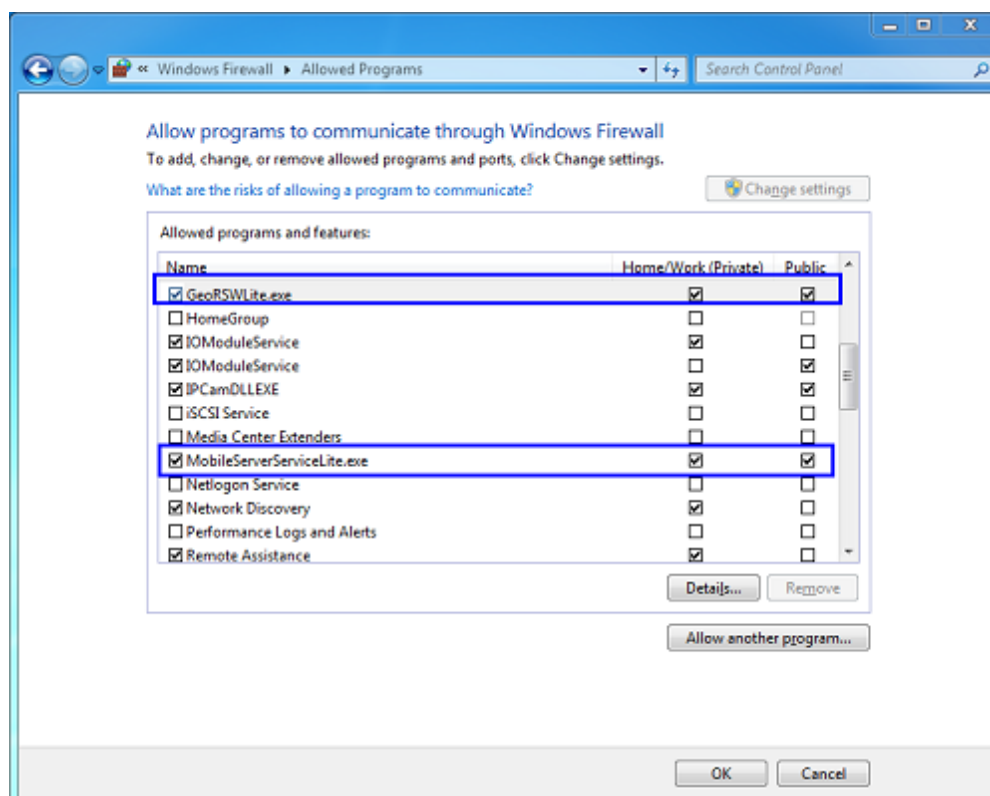 « Windows Firewall ▸ Allowed Programs Search Control Panel
Allow programs to communicate through Windows Firewall
To add, change, or remove allowed programs and ports, click Change settings.
What are the risks of allowing a program to communicate? Change settings
Allowed programs and features:
Name Home/Work (Private) Public
GeoRSWLite.exe
HomeGroup
IOModuleService
IOModuleService
IPCamDLLEXE
iSCSI Service
Media Center Extenders
MobileServerServiceLite.exe
Netlogon Service
Network Discovery
Performance Logs and Alerts
Remote Assistance
Details... Remove
Allow another program...
OK Cancel